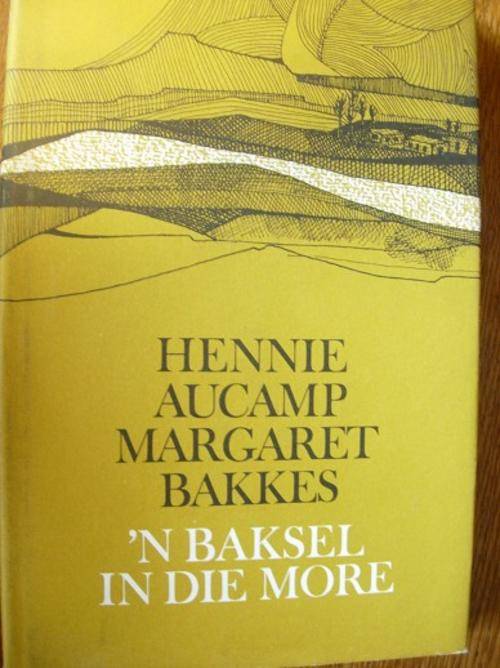 HENNIE
AUCAMP
MARGARET
BAKKES
’N BAKSEL
IN DIE MORE